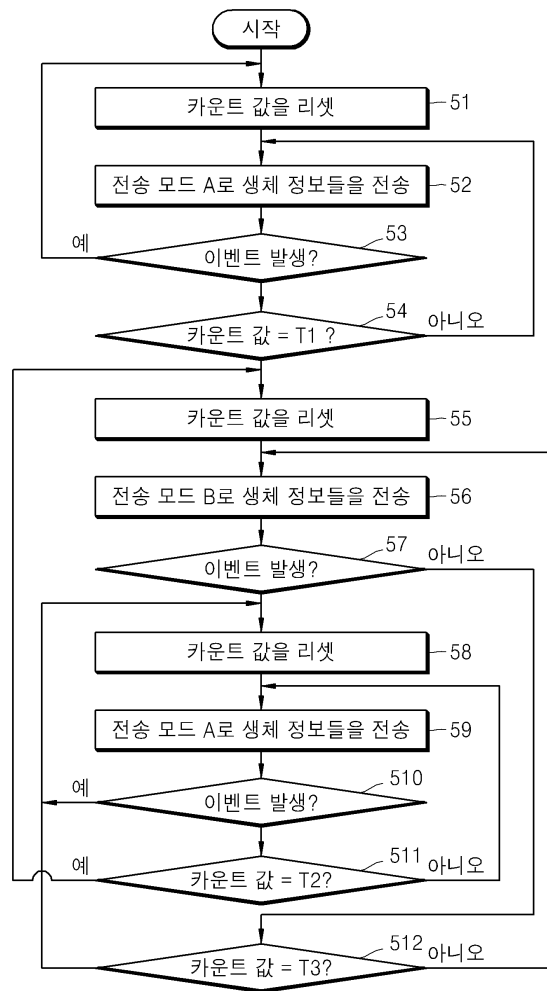 시작
카운트 값을 리셋
51
전송 모드 A로 생체 정보들을 전송
52
예
이벤트 발생?
53
카운트 값 = T1 ?
54
아니오
카운트 값을 리셋
55
전송 모드 B로 생체 정보들을 전송
56
이벤트 발생?
57
아니오
카운트 값을 리셋
58
전송 모드 A로 생체 정보들을 전송
59
예
이벤트 발생?
510
예
카운트 값 = T2?
511
아니오
카운트 값 = T3?
512
아니오